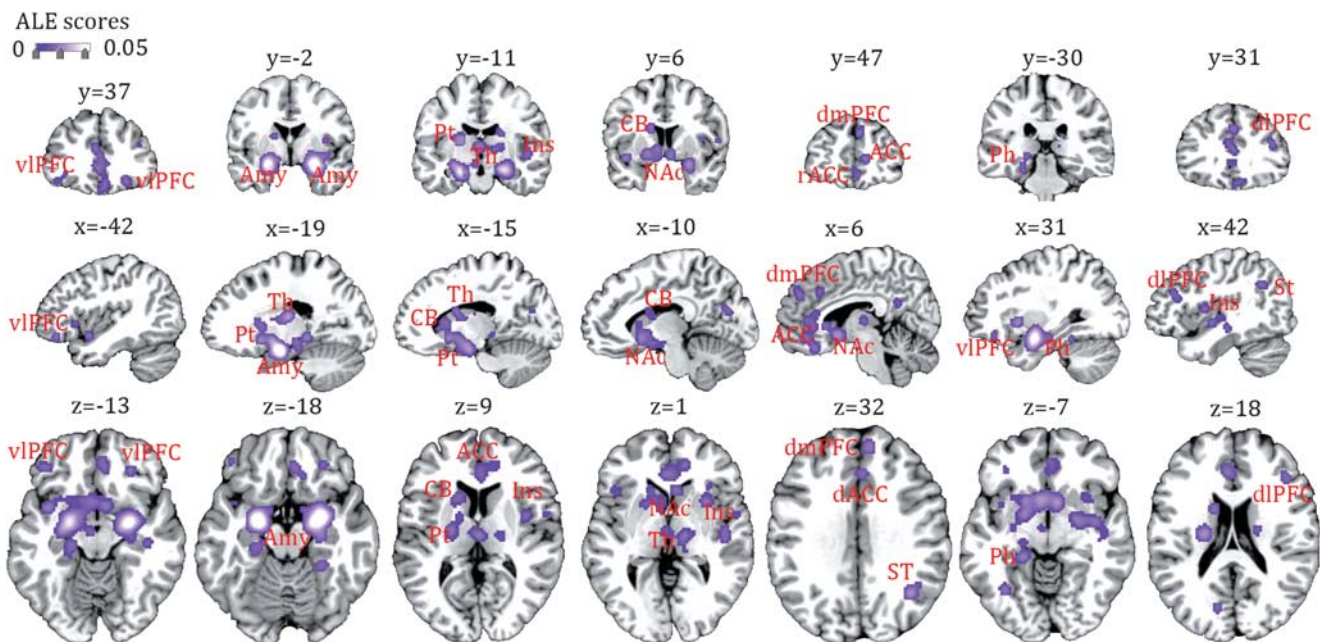 ALE scores
0 0.05
y=37
y=-2
y=-11
y=6
y=47
y=-30
y=31
vlPFC
vlPFC
Amy
Amy
Pt
Ins
Th
CB
NAc
dmPFC
ACC
rACC
Ph
dlPFC
x=-42
x=-19
x=-15
x=-10
x=6
x=31
x=42
vlPFC
Th
Pt
Amy
Th
CB
Pt
CB
NAc
dmPFC
ACC
NAc
vlPFC
Ph
dlPFC
Ins
St
z=-13
z=-18
z=9
z=1
z=32
z=-7
z=18
vlPFC
vlPFC
Amy
ACC
CB
Ins
Pt
NAc
Ins
Th
dmPFC
dACC
ST
Ph
dlPFC